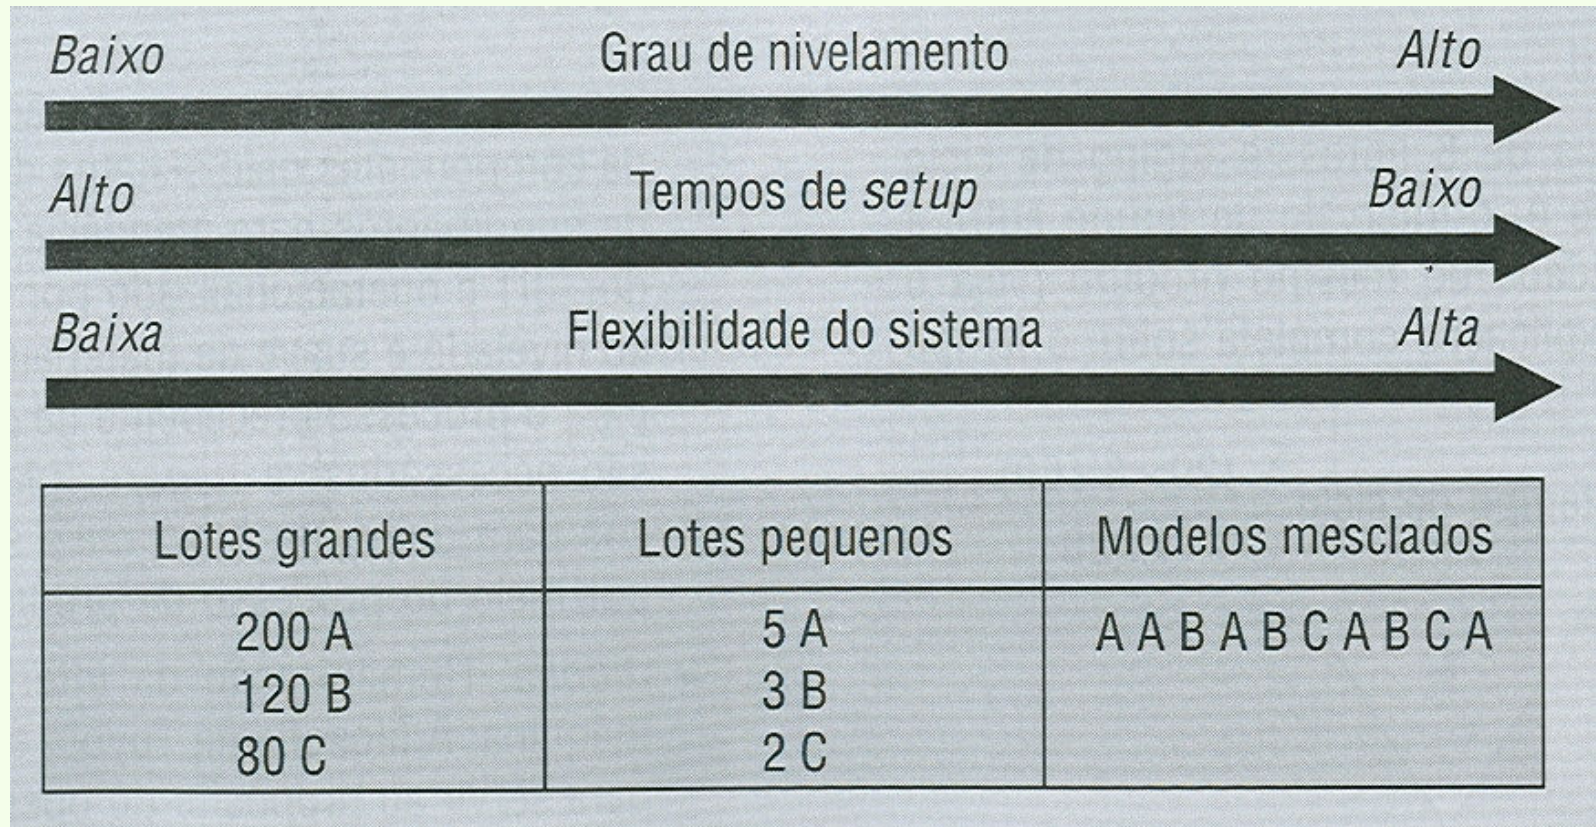 Baixo Grau de nivelamento Alto
Alto Tempos de setup Baixo
Baixa Flexibilidade do sistema Alta
Lotes grandes Lotes pequenos Modelos mesclados
200 A 5 A A A B A B C A B C A
120 B 3 B
80 C 2 C